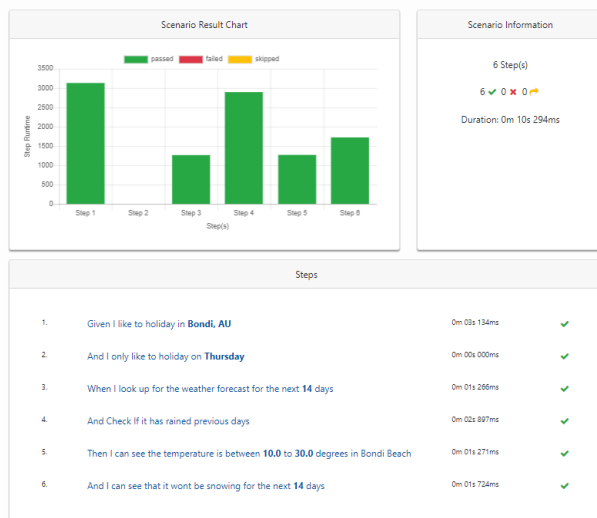 Scenario Result Chart
passed failed skipped
3500
3000
2500
2000
1500
1000
500
0
Step Runtime
Step 1 Step 2 Step 3 Step 4 Step 5 Step 6
Step(s)
Scenario Information
6 Step(s)
6 0 0
Duration: 0m 10s 294ms
Steps
1. Given I like to holiday in Bondi, AU 0m 03s 134ms
2. And I only like to holiday on Thursday 0m 00s 000ms
3. When I look up for the weather forecast for the next 14 days 0m 01s 266ms
4. And Check If it has rained previous days 0m 02s 897ms
5. Then I can see the temperature is between 10.0 to 30.0 degrees in Bondi Beach 0m 01s 271ms
6. And I can see that it wont be snowing for the next 14 days 0m 01s 724ms